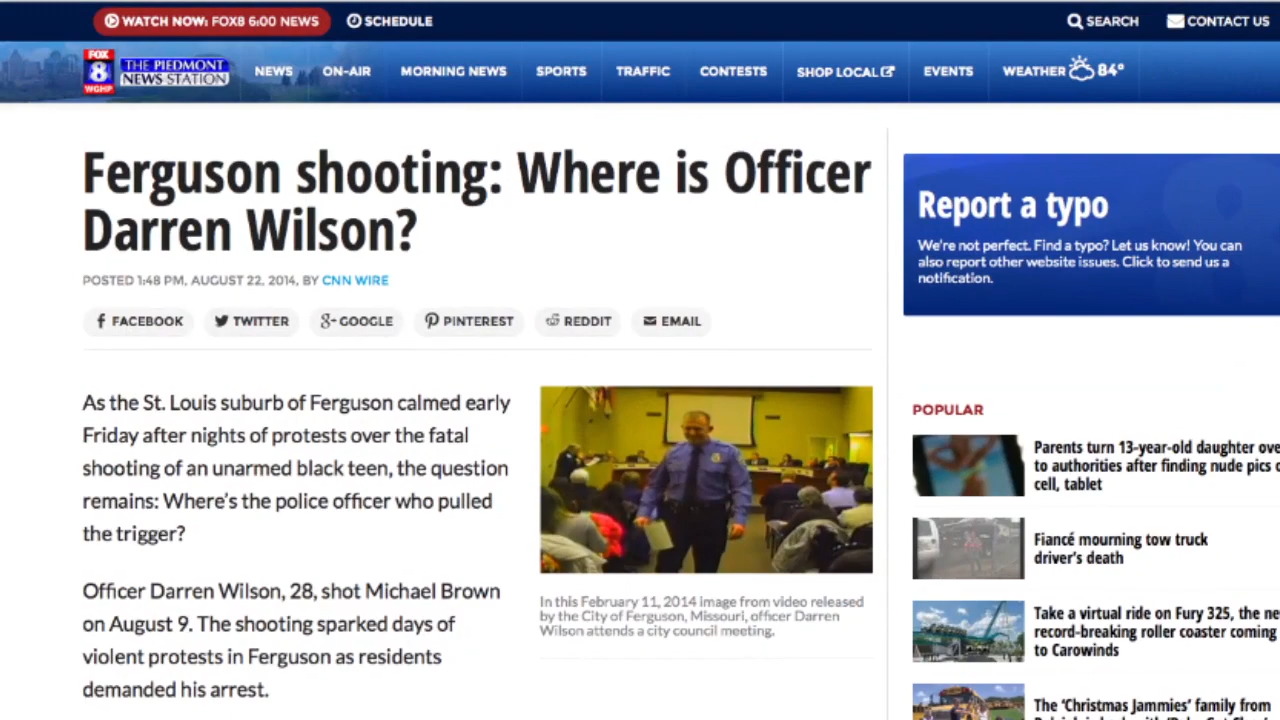 WATCH NOW: FOX8 6:00 NEWS
SCHEDULE
SEARCH
CONTACT US
FOX
8
WGHP
THE PIEDMONT
NEWS STATION
NEWS
ON-AIR
MORNING NEWS
SPORTS
TRAFFIC
CONTESTS
SHOP LOCAL
EVENTS
WEATHER
84°
Ferguson shooting: Where is Officer
Darren Wilson?
POSTED 1:48 PM, AUGUST 22, 2014, BY CNN WIRE
FACEBOOK
TWITTER
GOOGLE
PINTEREST
REDDIT
EMAIL
As the St. Louis suburb of Ferguson calmed early
Friday after nights of protests over the fatal
shooting of an unarmed black teen, the question
remains: Where's the police officer who pulled
the trigger?
Officer Darren Wilson, 28, shot Michael Brown
on August 9. The shooting sparked days of
violent protests in Ferguson as residents
demanded his arrest.
In this February 11, 2014 image from video released
by the City of Ferguson, Missouri, officer Darren
Wilson attends a city council meeting.
Report a typo
We're not perfect. Find a typo? Let us know! You can
also report other website issues. Click to send us a
notification.
POPULAR
Parents turn 13-year-old daughter ove
to authorities after finding nude pics
cell, tablet
Fiancé mourning tow truck
driver's death
Take a virtual ride on Fury 325, the ne
record-breaking roller coaster coming
to Carowinds
The 'Christmas Jammies' family from